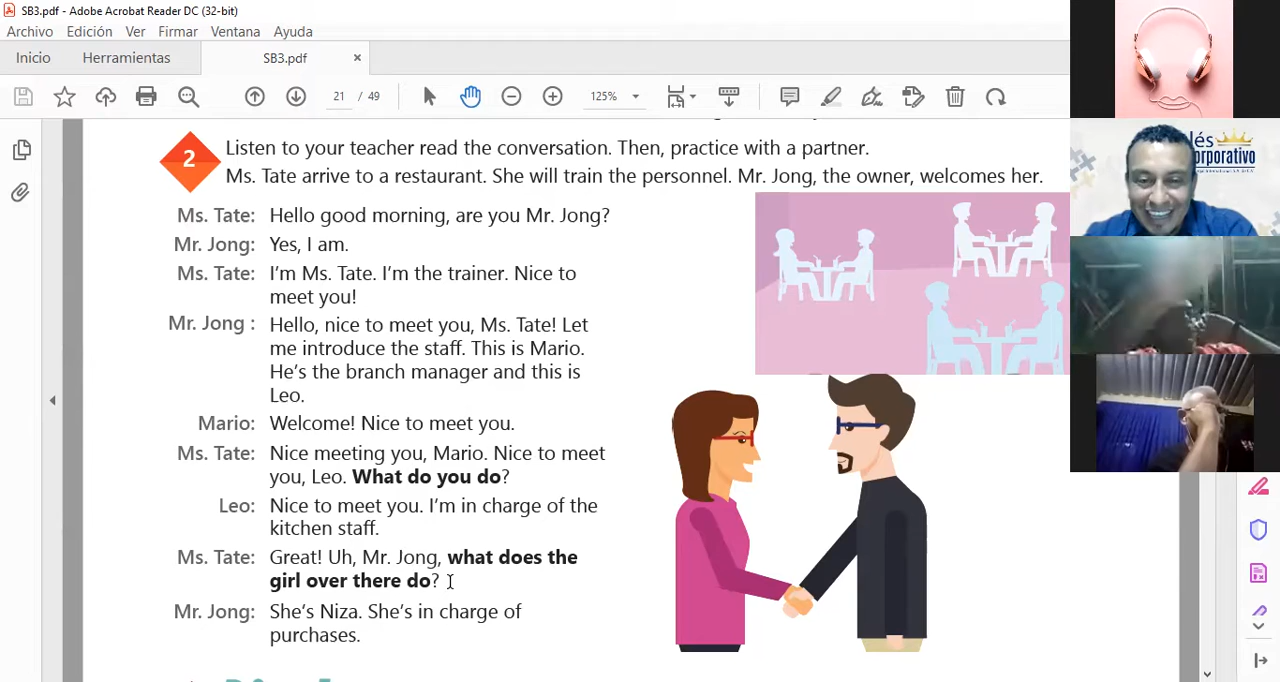 SB3.pdf - Adobe Acrobat Reader DC (32-bit)
Archivo Edición Ver Firmar Ventana Ayuda
Inicio Herramientas SB3.pdf ×
21 / 49 125%
2
Listen to your teacher read the conversation. Then, practice with a partner.
Ms. Tate arrive to a restaurant. She will train the personnel. Mr. Jong, the owner, welcomes her.
Ms. Tate: Hello good morning, are you Mr. Jong?
Mr. Jong: Yes, I am.
Ms. Tate: I'm Ms. Tate. I'm the trainer. Nice to
meet you!
Mr. Jong : Hello, nice to meet you, Ms. Tate! Let
me introduce the staff. This is Mario.
He's the branch manager and this is
Leo.
Mario: Welcome! Nice to meet you.
Ms. Tate: Nice meeting you, Mario. Nice to meet
you, Leo. What do you do?
Leo: Nice to meet you. I'm in charge of the
kitchen staff.
Ms. Tate: Great! Uh, Mr. Jong, what does the
girl over there do?
Mr. Jong: She's Niza. She's in charge of
purchases.